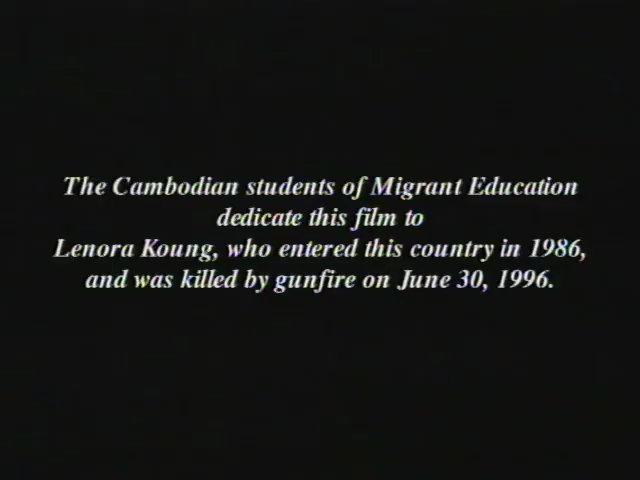 The Cambodian students of Migrant Education
dedicate this film to
Lenora Koung, who entered this country in 1986,
and was killed by gunfire on June 30, 1996.